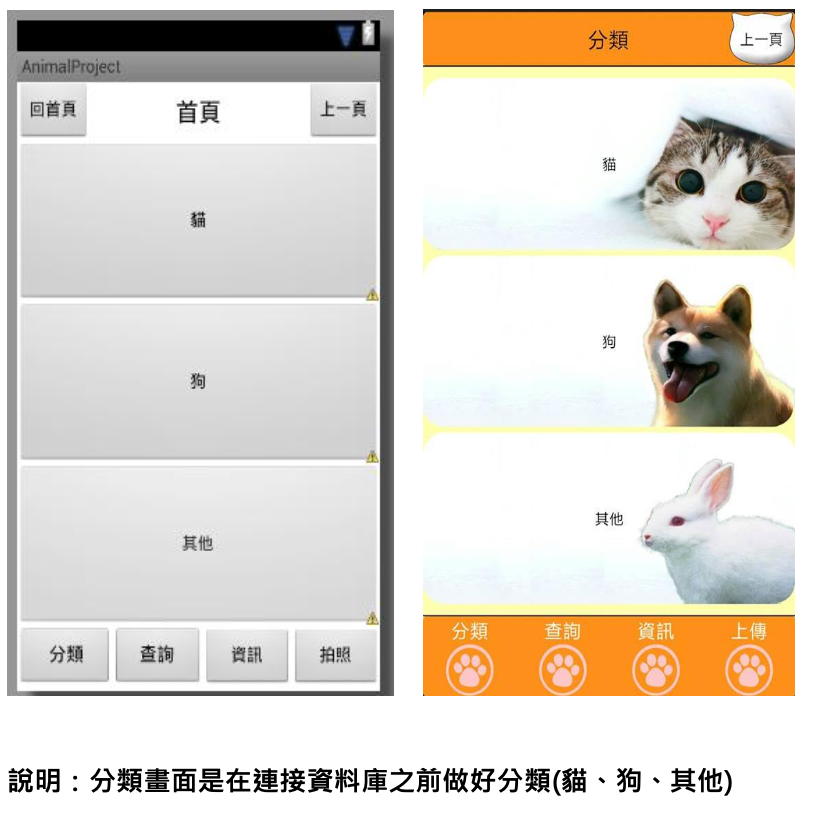 AnimalProject
回首頁
首頁
上一頁
貓
狗
其他
分類
查詢
資訊
拍照
分類
上一頁
貓
狗
其他
分類
查詢
資訊
上傳
說明：分類畫面是在連接資料庫之前做好分類(貓、狗、其他)